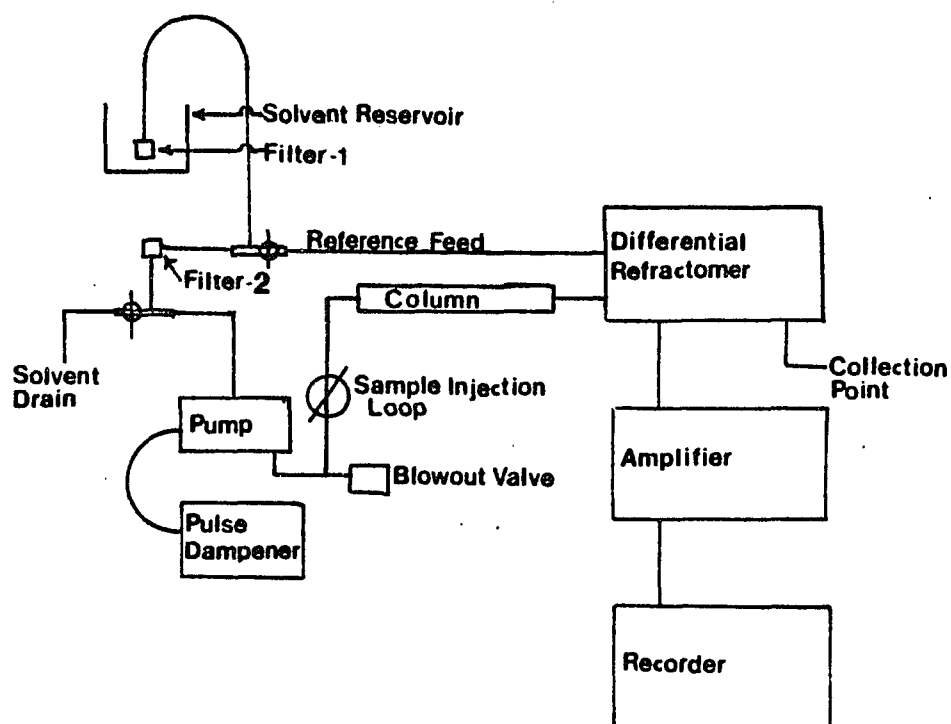 Solvent Reservoir
Filter-1
Reference Feed
Differential
Refractomer
Filter-2
Column
Solvent
Drain
Sample Injection
Loop
Collection
Point
Pump
Blowout Valve
Amplifier
Pulse
Dampener
Recorder